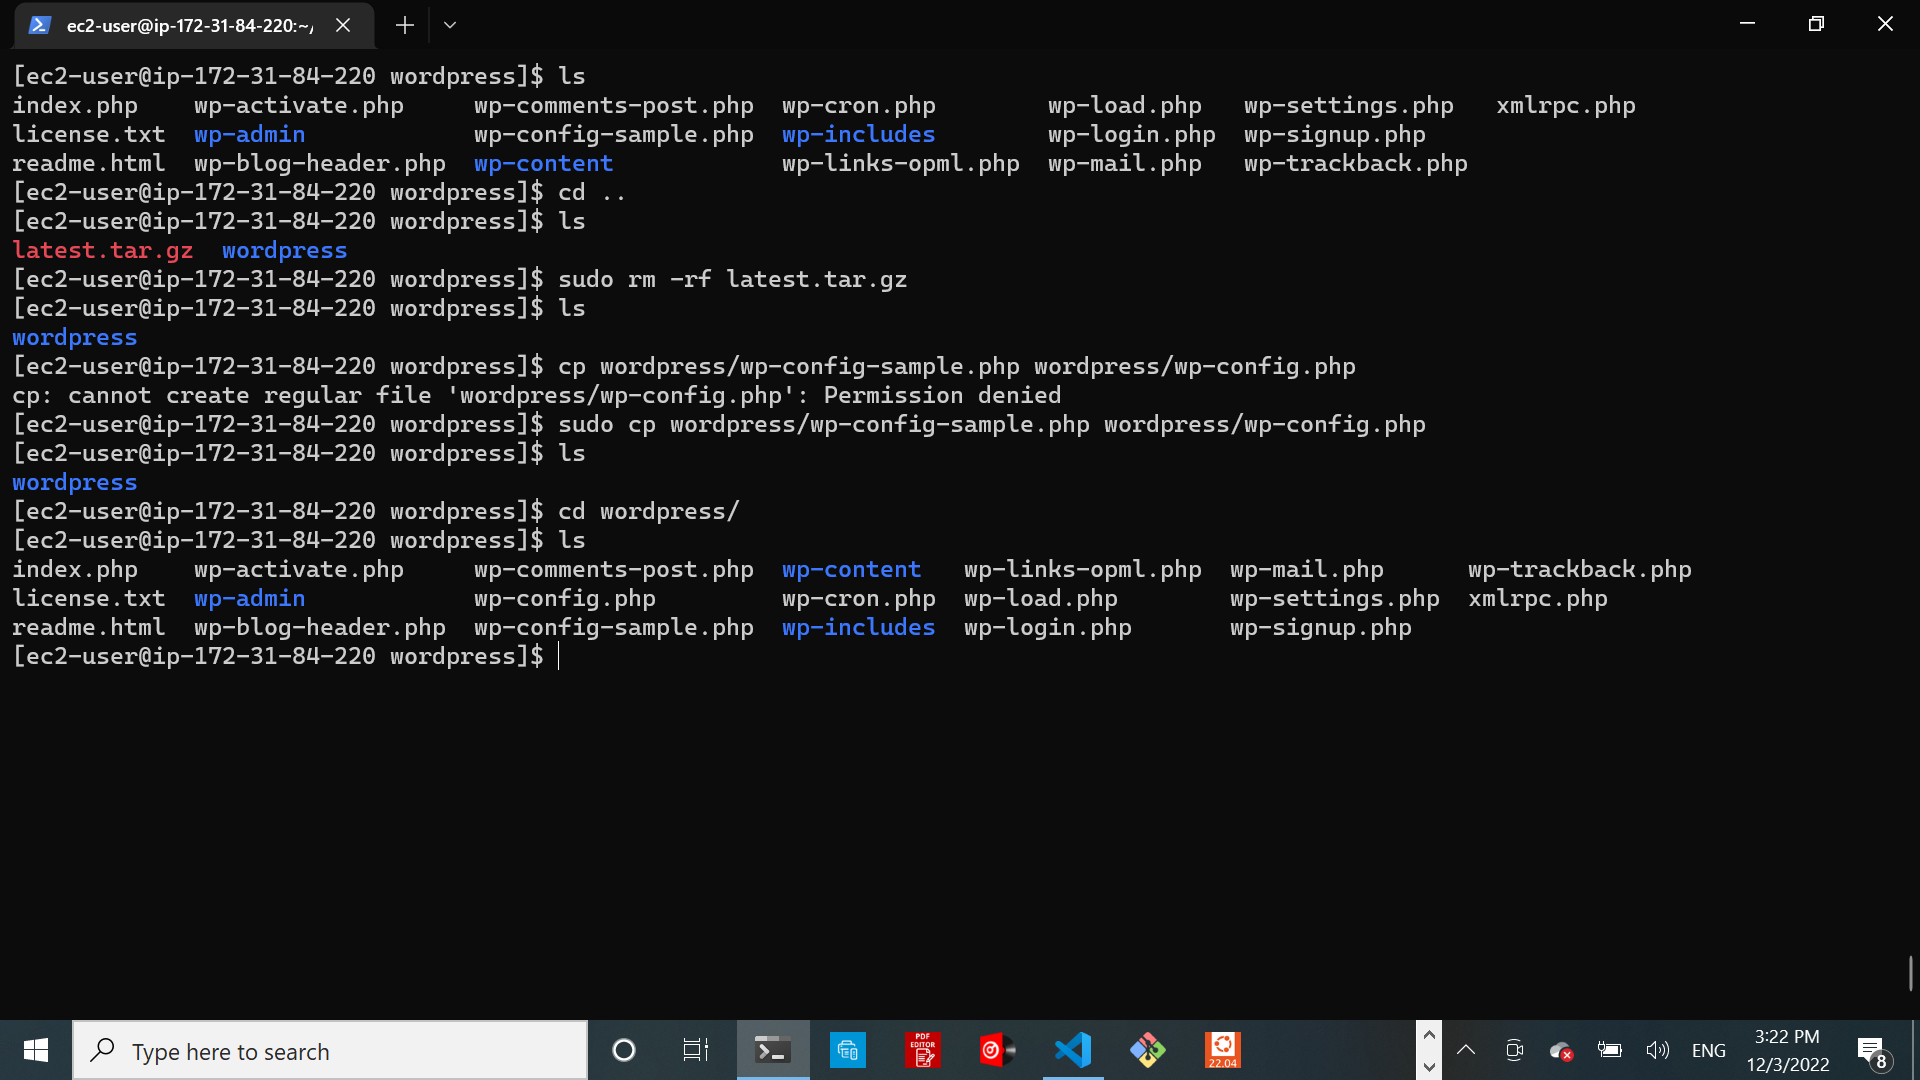 ec2-user@ip-172-31-84-220:~/
[ec2-user@ip-172-31-84-220 wordpress]$ ls
index.php    wp-activate.php     wp-comments-post.php  wp-cron.php        wp-load.php   wp-settings.php   xmlrpc.php
license.txt  wp-admin            wp-config-sample.php  wp-includes        wp-login.php  wp-signup.php
readme.html  wp-blog-header.php  wp-content            wp-links-opml.php  wp-mail.php   wp-trackback.php
[ec2-user@ip-172-31-84-220 wordpress]$ cd ..
[ec2-user@ip-172-31-84-220 wordpress]$ ls
latest.tar.gz  wordpress
[ec2-user@ip-172-31-84-220 wordpress]$ sudo rm -rf latest.tar.gz
[ec2-user@ip-172-31-84-220 wordpress]$ ls
wordpress
[ec2-user@ip-172-31-84-220 wordpress]$ cp wordpress/wp-config-sample.php wordpress/wp-config.php
cp: cannot create regular file 'wordpress/wp-config.php': Permission denied
[ec2-user@ip-172-31-84-220 wordpress]$ sudo cp wordpress/wp-config-sample.php wordpress/wp-config.php
[ec2-user@ip-172-31-84-220 wordpress]$ ls
wordpress
[ec2-user@ip-172-31-84-220 wordpress]$ cd wordpress/
[ec2-user@ip-172-31-84-220 wordpress]$ ls
index.php    wp-activate.php     wp-comments-post.php  wp-content   wp-links-opml.php  wp-mail.php      wp-trackback.php
license.txt  wp-admin            wp-config.php         wp-cron.php  wp-load.php        wp-settings.php  xmlrpc.php
readme.html  wp-blog-header.php  wp-config-sample.php  wp-includes  wp-login.php       wp-signup.php
[ec2-user@ip-172-31-84-220 wordpress]$
Type here to search
PDF
EDITOR
22.04
ENG
3:22 PM
12/3/2022
8